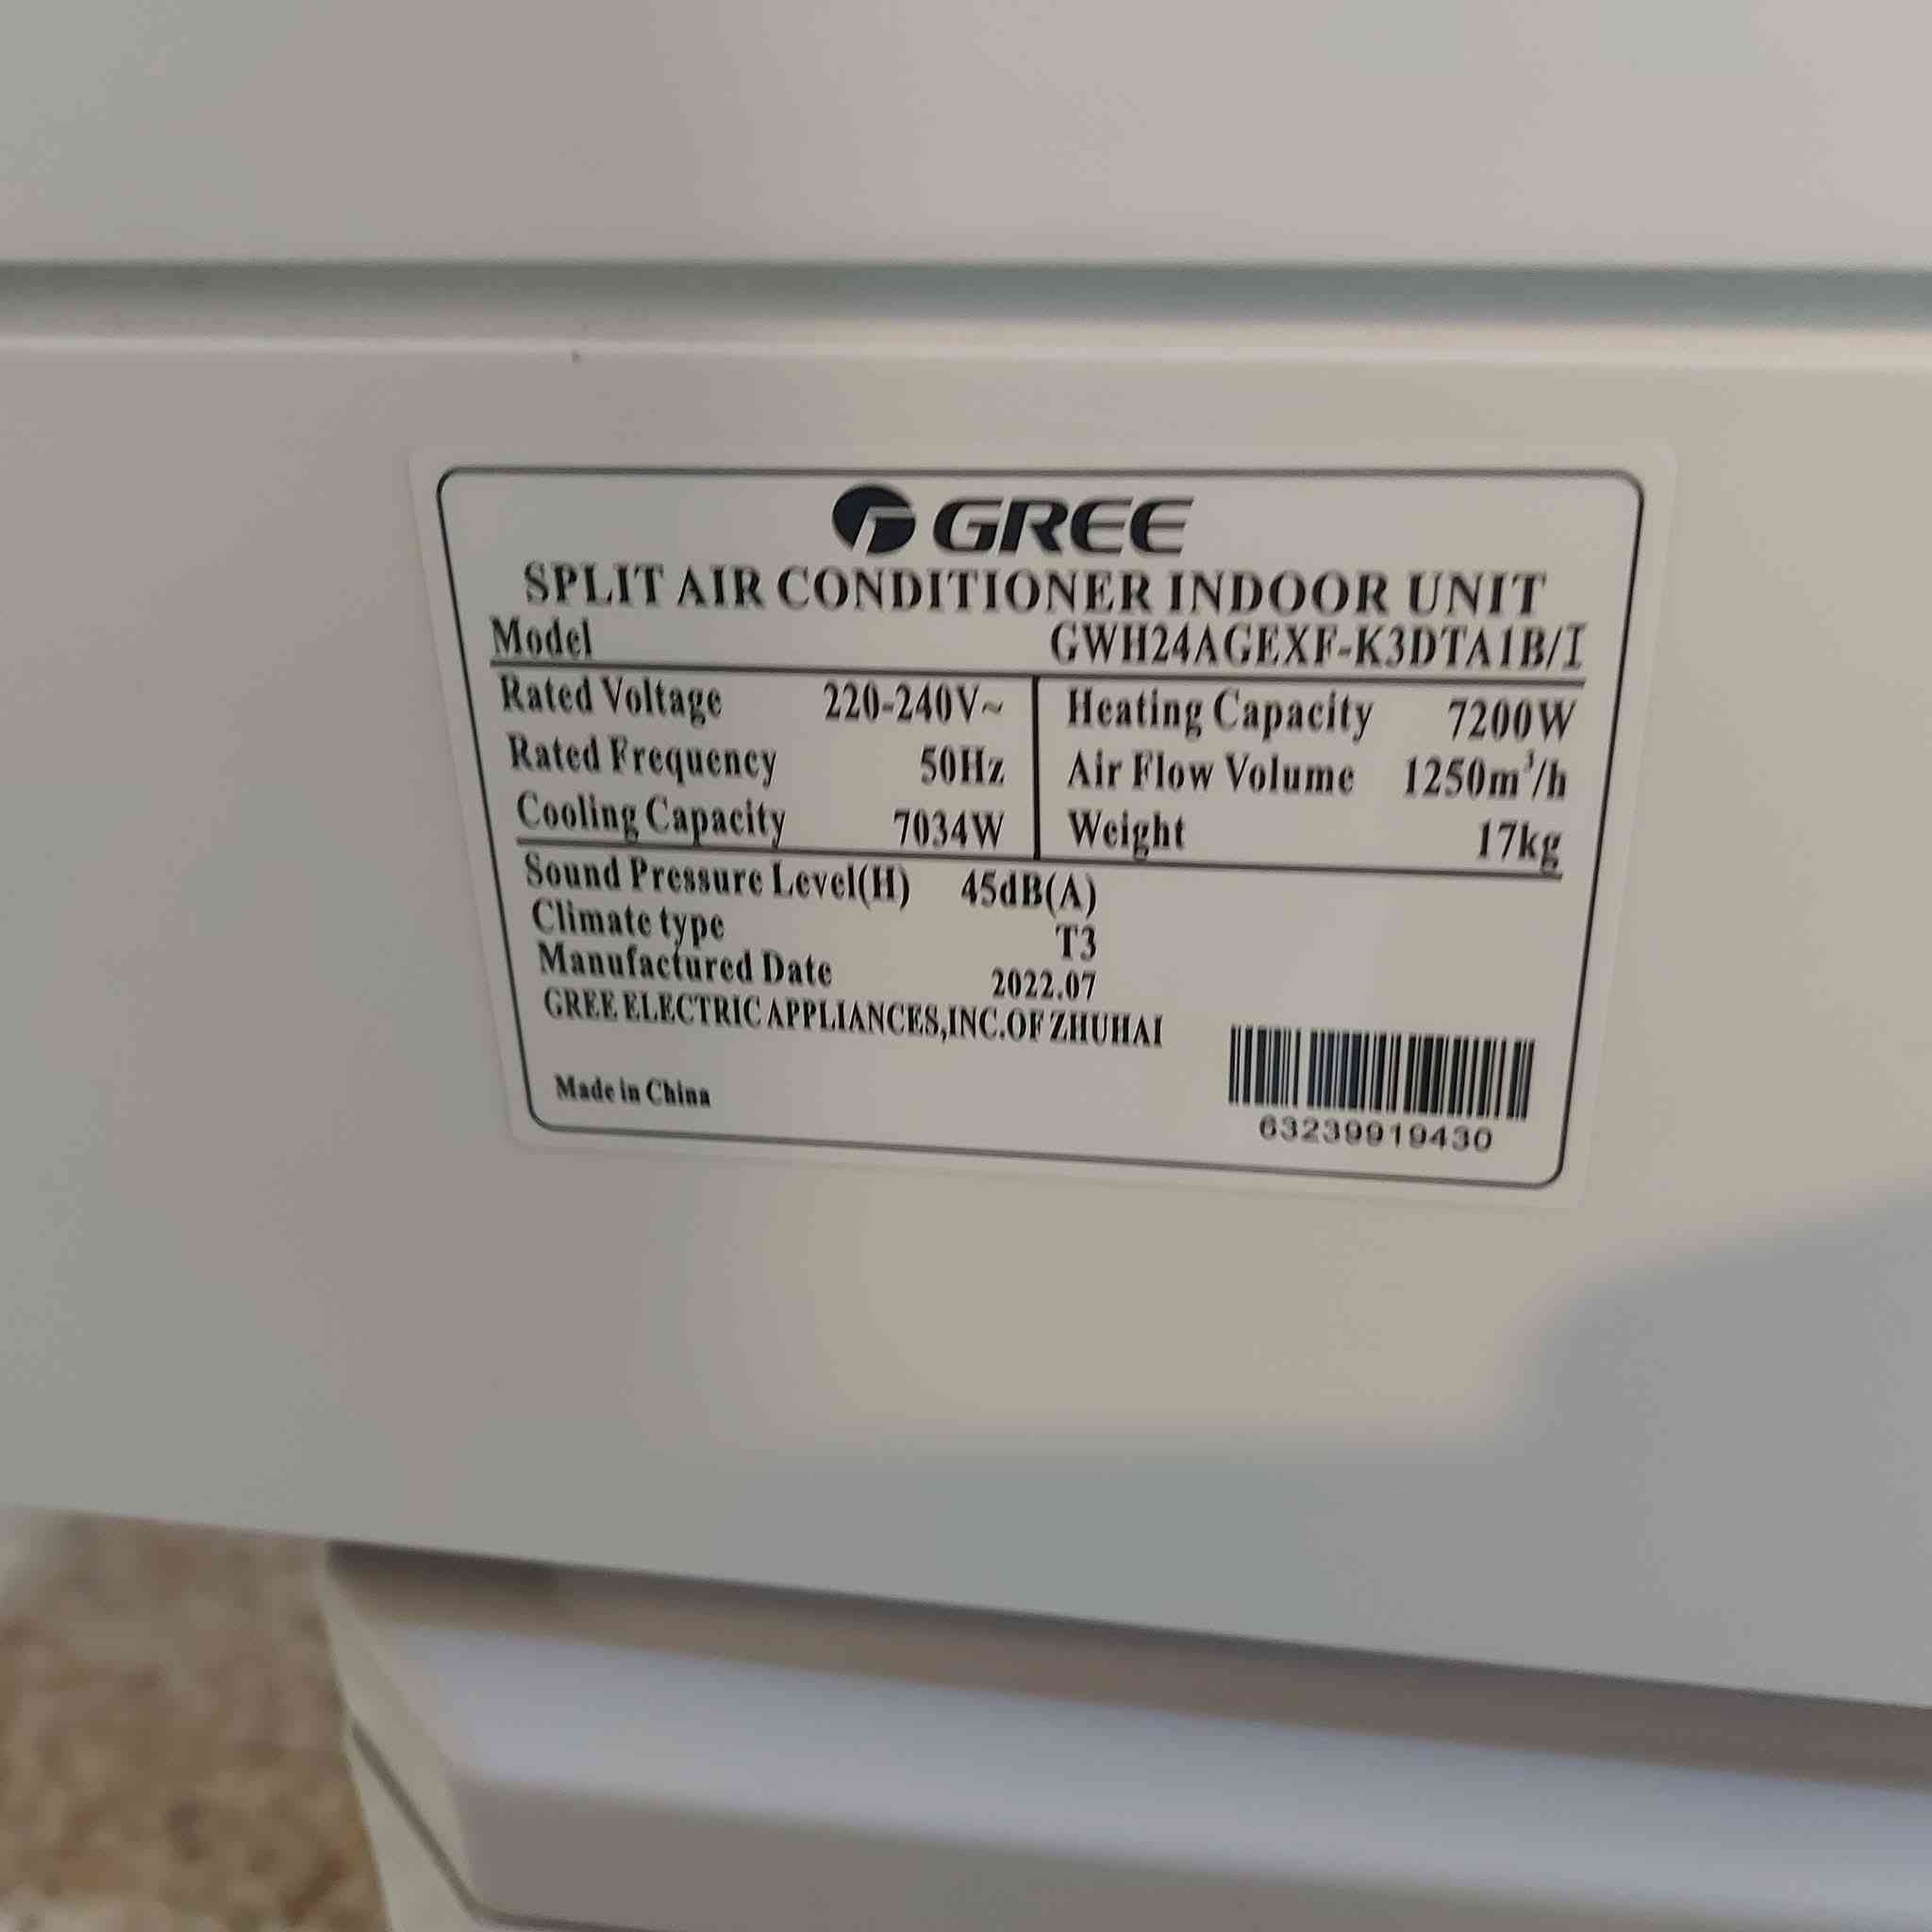 GREE
SPLIT AIR CONDITIONER INDOOR UNIT
Model GWH24AGEXF-K3DTA1B/I
Rated Voltage 220-240V~ Heating Capacity 7200W
Rated Frequency 50Hz Air Flow Volume 1250m³/h
Cooling Capacity 7034W Weight 17kg
Sound Pressure Level(H) 45dB(A)
Climate type T3
Manufactured Date 2022.07
GREE ELECTRIC APPLIANCES,INC.OF ZHUHAI
Made in China
63239919430